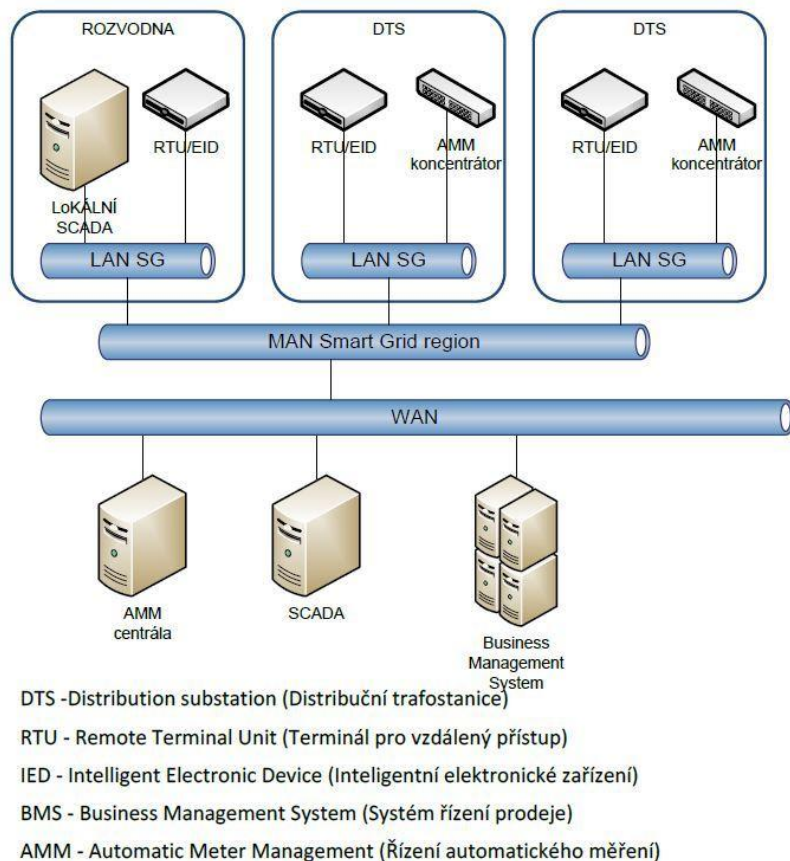 ROZVODNA
DTS
DTS
RTU/EID
LoKÁLNÍ
SCADA
RTU/EID
AMM
koncentrátor
RTU/EID
AMM
koncentrátor
LAN SG
LAN SG
LAN SG
MAN Smart Grid region
WAN
AMM
centrála
SCADA
Business
Management
System
DTS -Distribution substation (Distribuční trafostanice)
RTU - Remote Terminal Unit (Terminál pro vzdálený přístup)
IED - Intelligent Electronic Device (Inteligentní elektronické zařízení)
BMS - Business Management System (Systém řízení prodeje)
AMM - Automatic Meter Management (Řízení automatického měření)